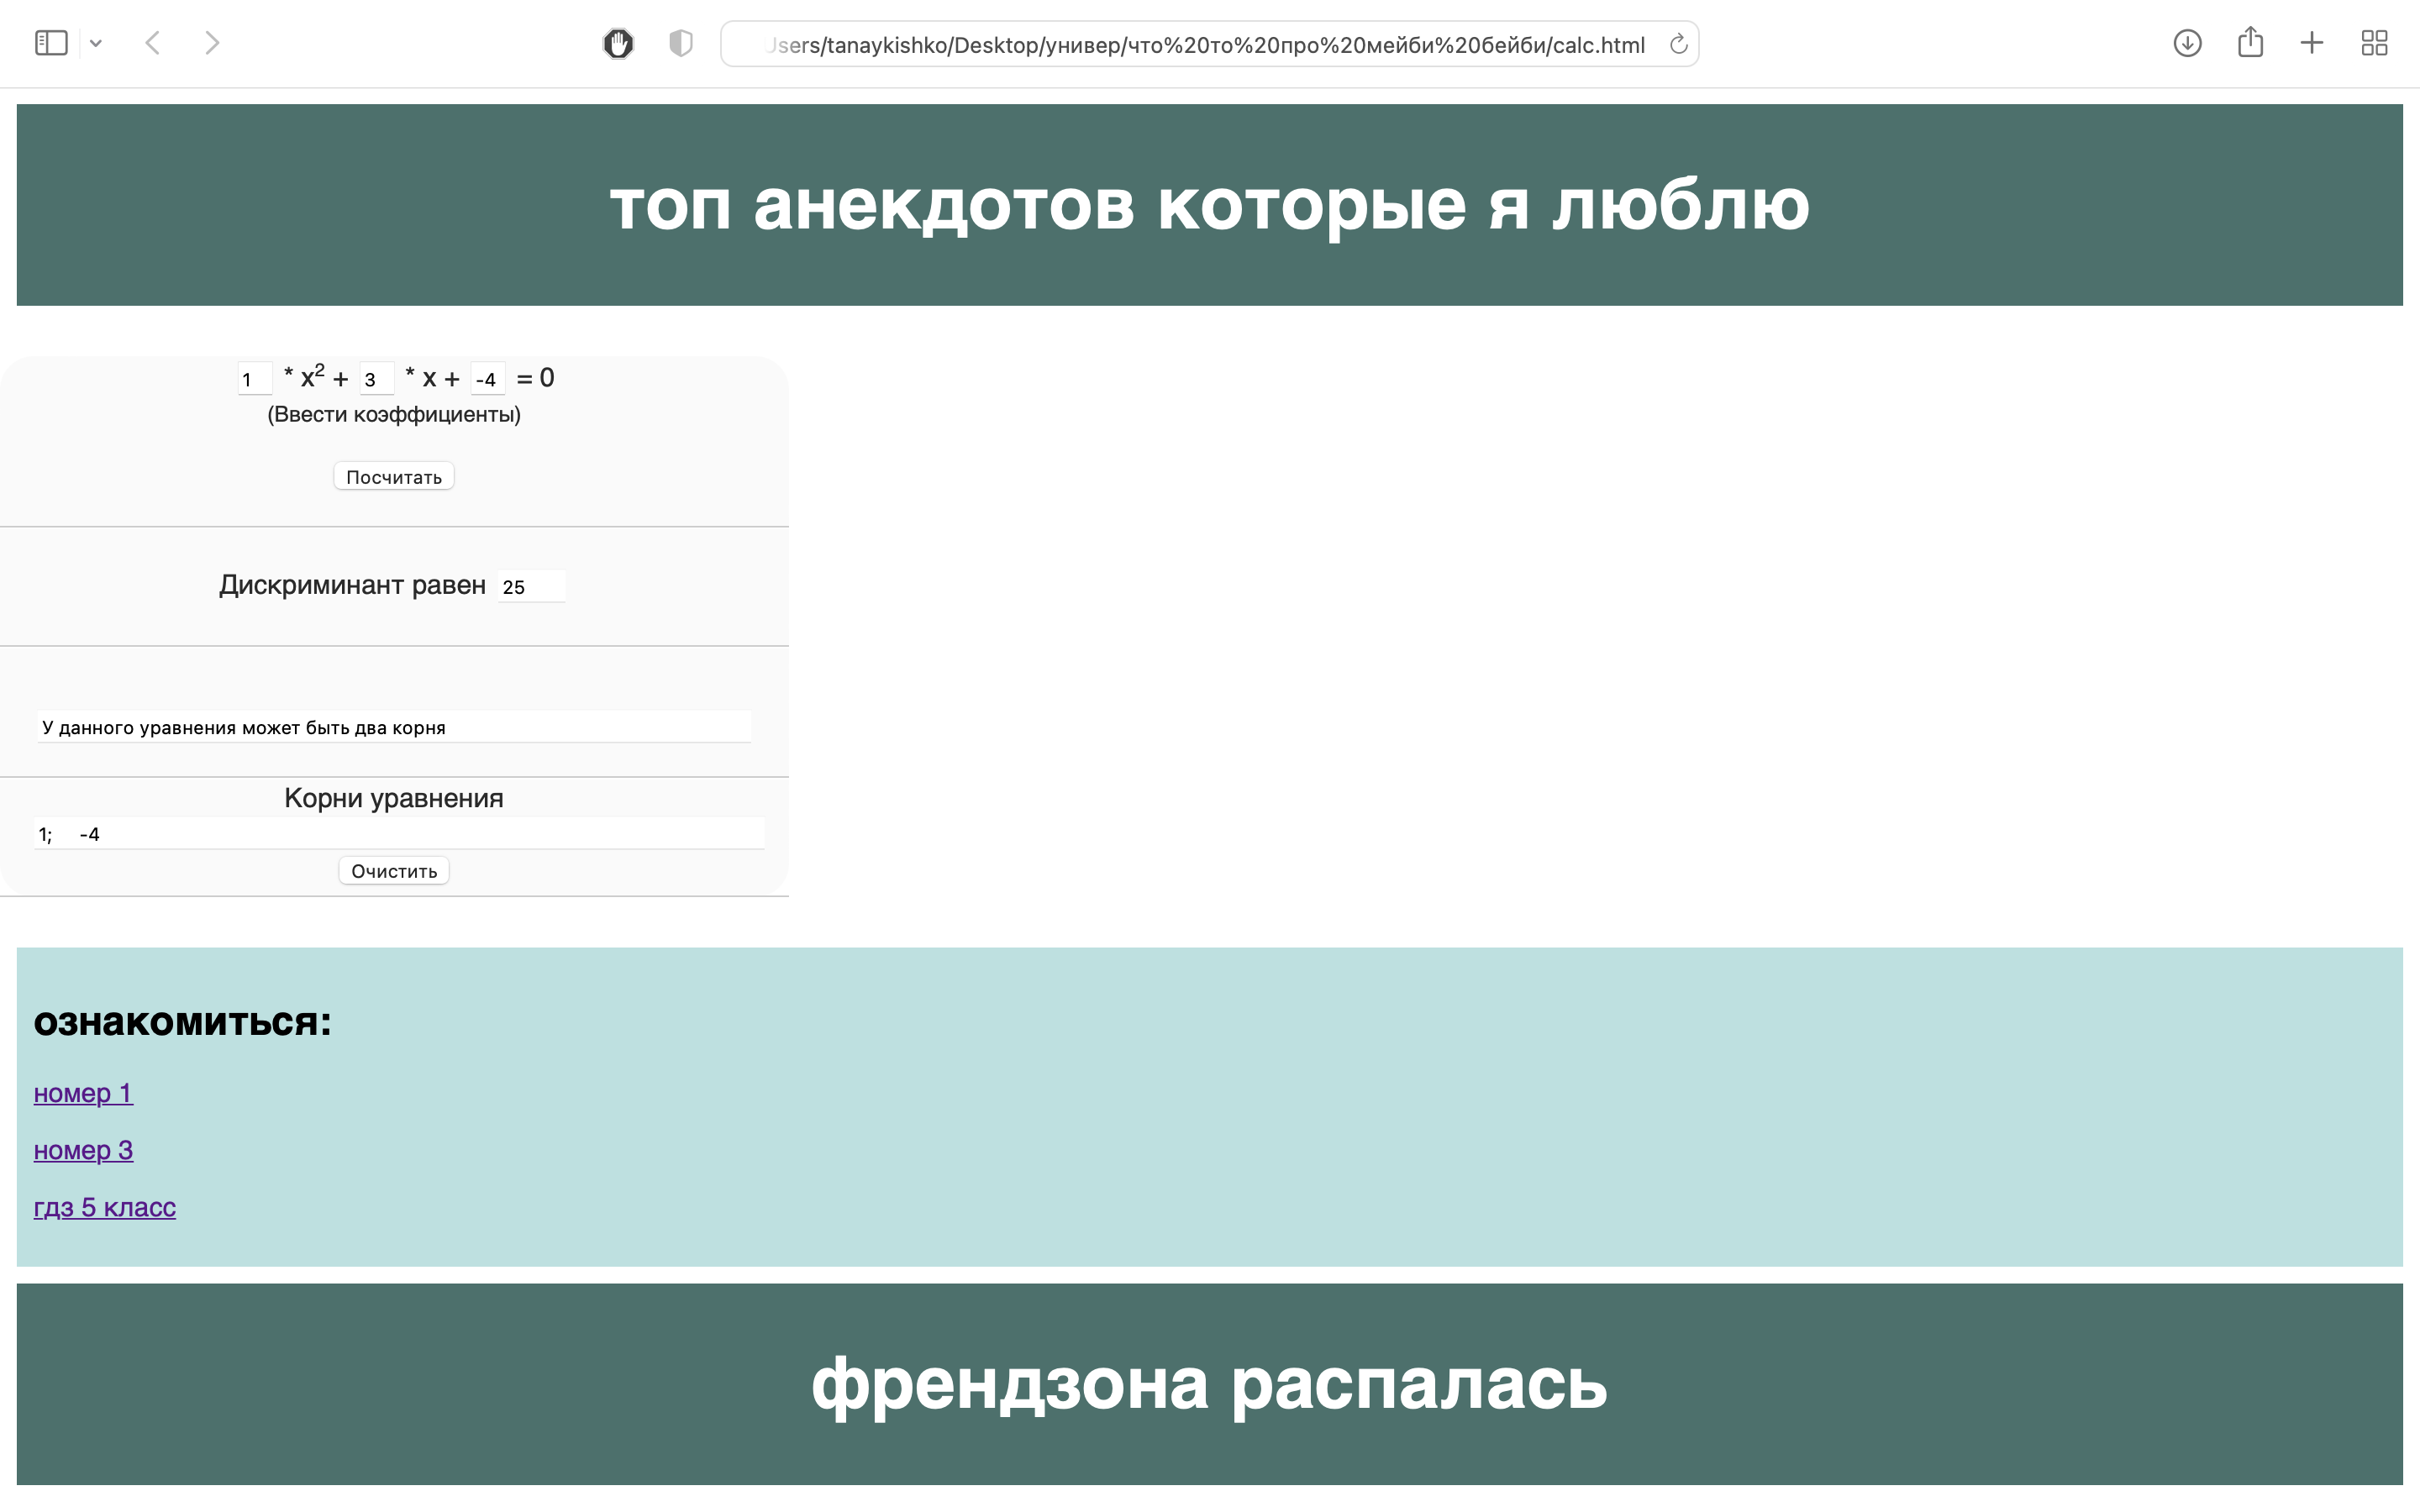 Users/tanaykishko/Desktop/универ/что%20то%20про%20мейби%20бейби/calc.html
топ анекдотов которые я люблю
1 * x² + 3 * x + -4 = 0
(Ввести коэффициенты)
Посчитать
Дискриминант равен 25
У данного уравнения может быть два корня
Корни уравнения
1; -4
Очистить
ознакомиться:
номер 1
номер 3
гдз 5 класс
френдзона распалась